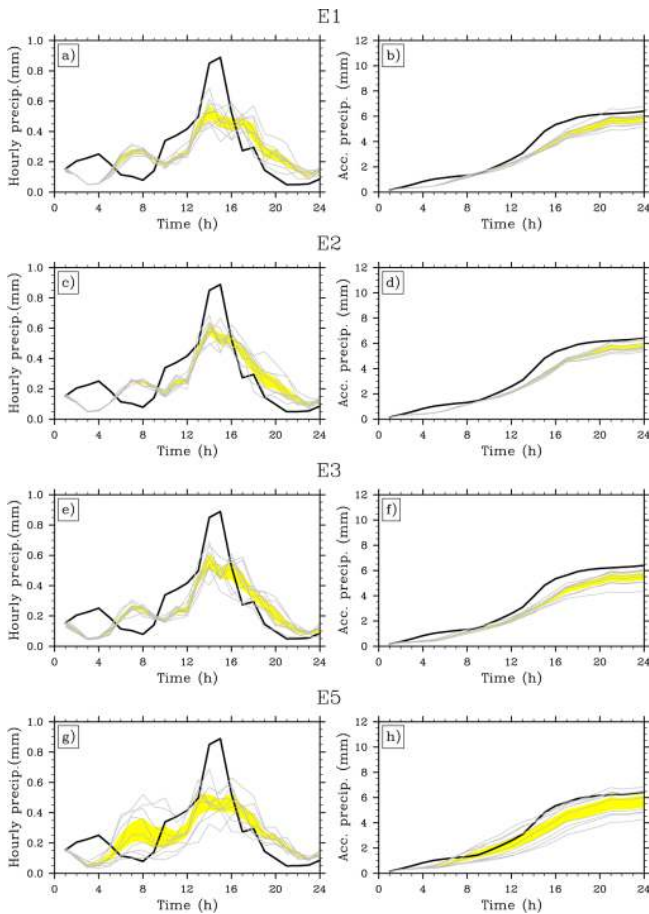 E1
a)
Hourly precip.(mm)
1.0
0.8
0.6
0.4
0.2
0.0
0 4 8 12 16 20 24
Time (h)
b)
Acc. precip. (mm)
12
10
8
6
4
2
0
0 4 8 12 16 20 24
Time (h)
E2
c)
Hourly precip.(mm)
1.0
0.8
0.6
0.4
0.2
0.0
0 4 8 12 16 20 24
Time (h)
d)
Acc. precip. (mm)
12
10
8
6
4
2
0
0 4 8 12 16 20 24
Time (h)
E3
e)
Hourly precip.(mm)
1.0
0.8
0.6
0.4
0.2
0.0
0 4 8 12 16 20 24
Time (h)
f)
Acc. precip. (mm)
12
10
8
6
4
2
0
0 4 8 12 16 20 24
Time (h)
E5
g)
Hourly precip.(mm)
1.0
0.8
0.6
0.4
0.2
0.0
0 4 8 12 16 20 24
Time (h)
h)
Acc. precip. (mm)
12
10
8
6
4
2
0
0 4 8 12 16 20 24
Time (h)